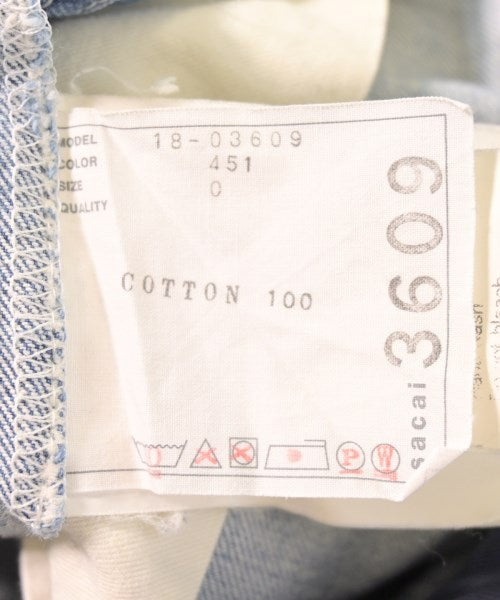 MODEL 18-03609
COLOR 451
SIZE 0
QUALITY
COTTON 100
sacai 3609
P
W